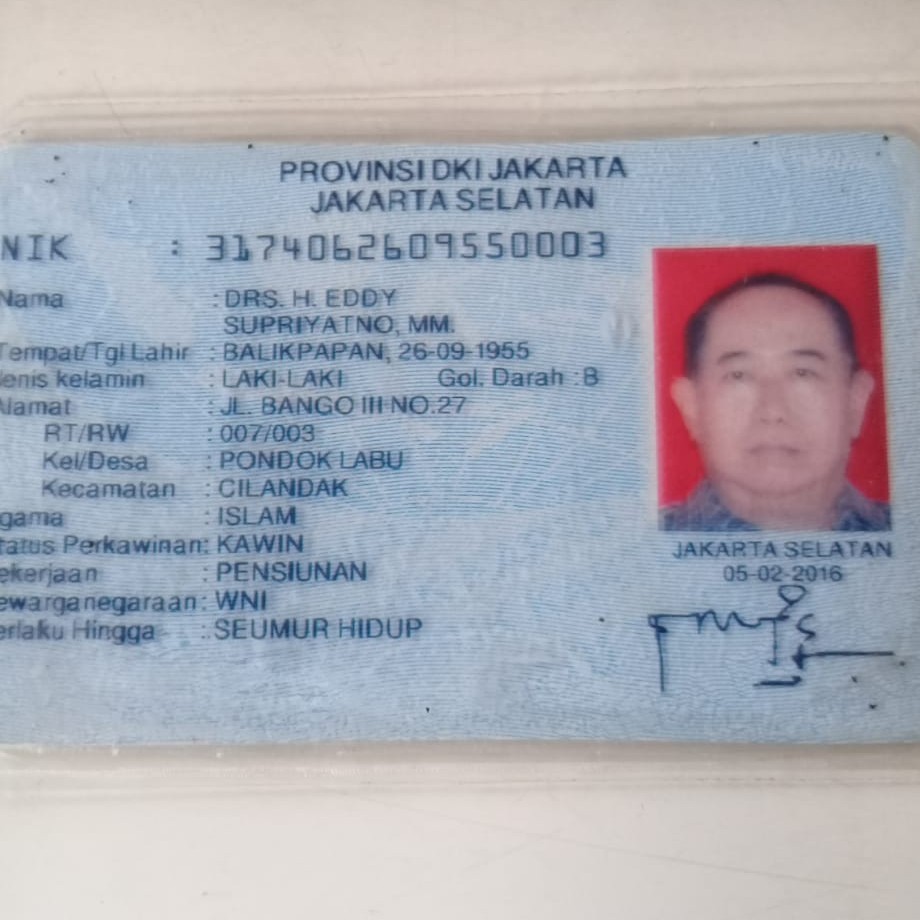 PROVINSI DKI JAKARTA
JAKARTA SELATAN
NIK : 3174062609550003
Nama : DRS. H. EDDY
SUPRIYATNO, MM.
Tempat/Tgl Lahir : BALIKPAPAN, 26-09-1955
Jenis kelamin : LAKI-LAKI Gol. Darah : B
Alamat : JL. BANGO III NO.27
RT/RW : 007/003
Kel/Desa : PONDOK LABU
Kecamatan : CILANDAK
gama : ISLAM
tatus Perkawinan: KAWIN
ekerjaan : PENSIUNAN
ewarganegaraan: WNI
erlaku Hingga : SEUMUR HIDUP
JAKARTA SELATAN
05-02-2016